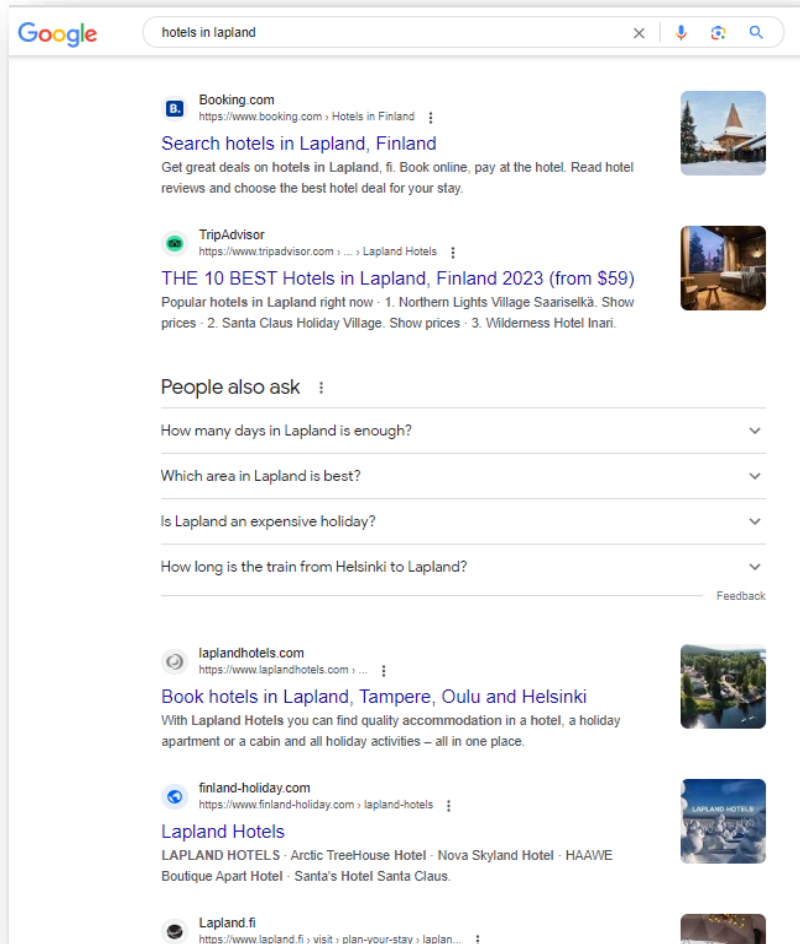 Google
hotels in lapland
Booking.com
https://www.booking.com › Hotels in Finland
Search hotels in Lapland, Finland
Get great deals on hotels in Lapland, fi. Book online, pay at the hotel. Read hotel
reviews and choose the best hotel deal for your stay.
TripAdvisor
https://www.tripadvisor.com › ... › Lapland Hotels
THE 10 BEST Hotels in Lapland, Finland 2023 (from $59)
Popular hotels in Lapland right now · 1. Northern Lights Village Saariselkä. Show
prices · 2. Santa Claus Holiday Village. Show prices · 3. Wilderness Hotel Inari.
People also ask
How many days in Lapland is enough?
Which area in Lapland is best?
Is Lapland an expensive holiday?
How long is the train from Helsinki to Lapland?
Feedback
laplandhotels.com
https://www.laplandhotels.com › ...
Book hotels in Lapland, Tampere, Oulu and Helsinki
With Lapland Hotels you can find quality accommodation in a hotel, a holiday
apartment or a cabin and all holiday activities – all in one place.
finland-holiday.com
https://www.finland-holiday.com › lapland-hotels
Lapland Hotels
LAPLAND HOTELS · Arctic TreeHouse Hotel · Nova Skyland Hotel · HAAWE
Boutique Apart Hotel · Santa's Hotel Santa Claus.
LAPLAND HOTELS
Lapland.fi
https://www.lapland.fi › visit › plan-your-stay › laplan...